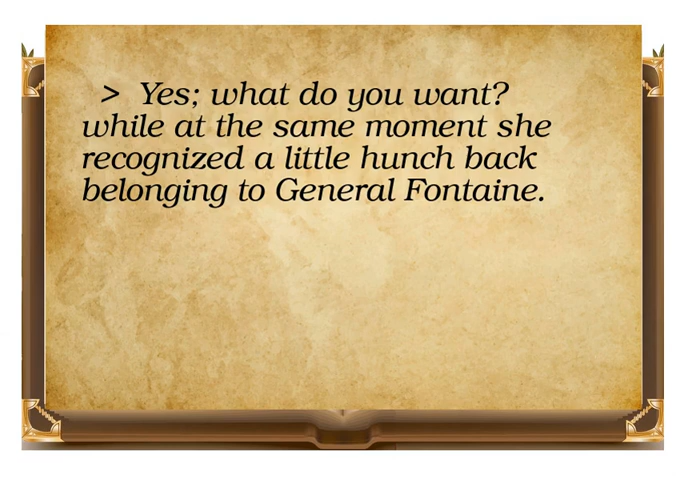 > Yes; what do you want?
while at the same moment she
recognized a little hunch back
belonging to General Fontaine.